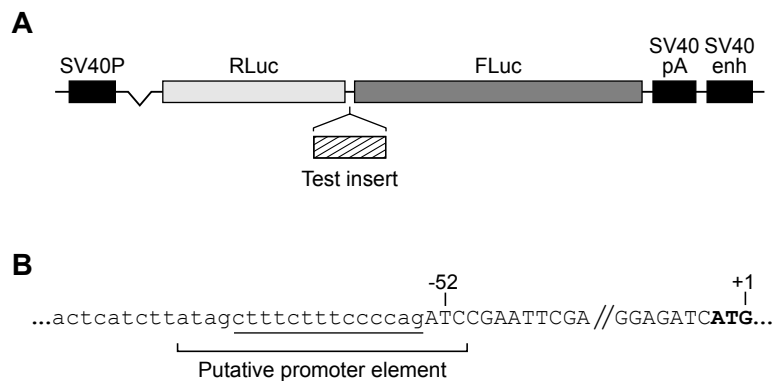 A
SV40P
RLuc
FLuc
SV40 pA
SV40 enh
Test insert
B
-52
+1
...actcatcttatagctttctttccccagATCCGAATTCGA//GGAGATCATG...
Putative promoter element